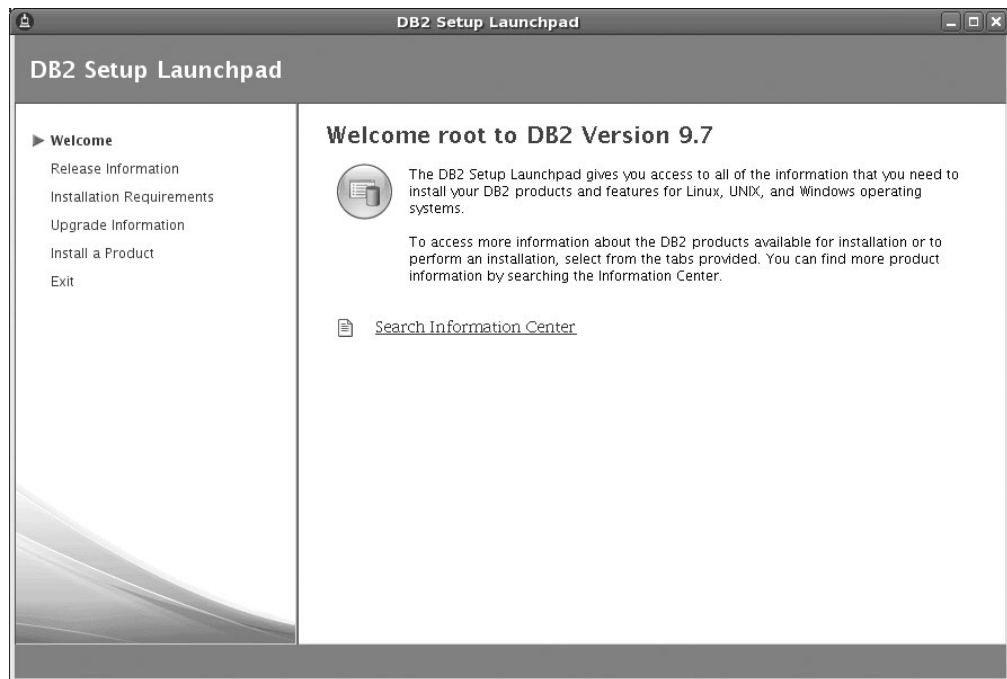 DB2 Setup Launchpad
DB2 Setup Launchpad
Welcome
Release Information
Installation Requirements
Upgrade Information
Install a Product
Exit
Welcome root to DB2 Version 9.7
The DB2 Setup Launchpad gives you access to all of the information that you need to
install your DB2 products and features for Linux, UNIX, and Windows operating
systems.
To access more information about the DB2 products available for installation or to
perform an installation, select from the tabs provided. You can find more product
information by searching the Information Center.
Search Information Center